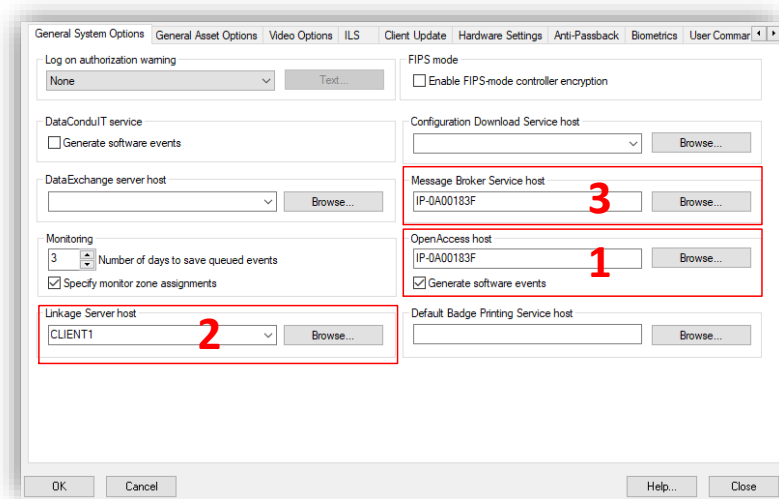 General System Options General Asset Options Video Options ILS Client Update Hardware Settings Anti-Passback Biometrics User Commar
Log on authorization warning
None Text...
FIPS mode
Enable FIPS-mode controller encryption
DataConduIT service
Generate software events
Configuration Download Service host
Browse...
DataExchange server host
Browse...
Message Broker Service host
IP-0A00183F 3 Browse...
Monitoring
3 Number of days to save queued events
Specify monitor zone assignments
OpenAccess host
IP-0A00183F 1 Browse...
Generate software events
Linkage Server host
CLIENT1 2 Browse...
Default Badge Printing Service host
Browse...
OK Cancel Help... Close